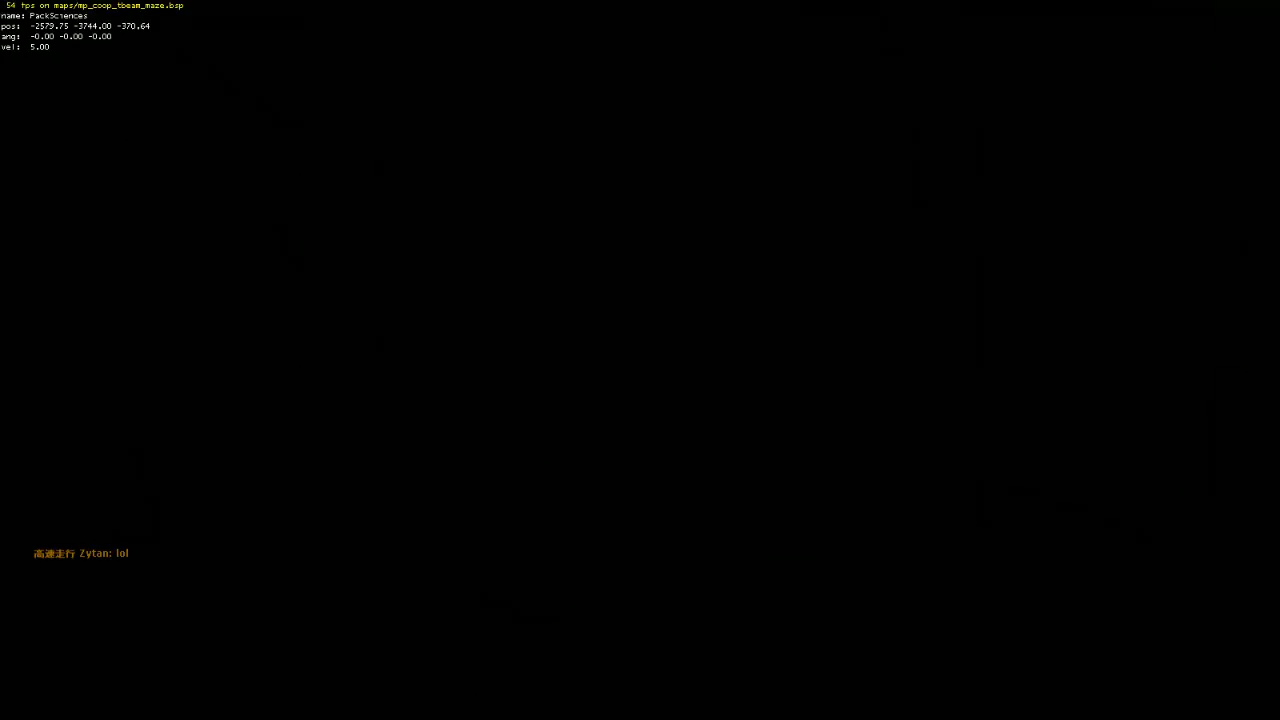 54 fps on maps/mp_coop_tbeam_maze.bsp
name: PackSciences
pos: -2579.75 -3744.00 -370.64
ang: -0.00 -0.00 -0.00
vel: 5.00
高速走行 Zytan: lol